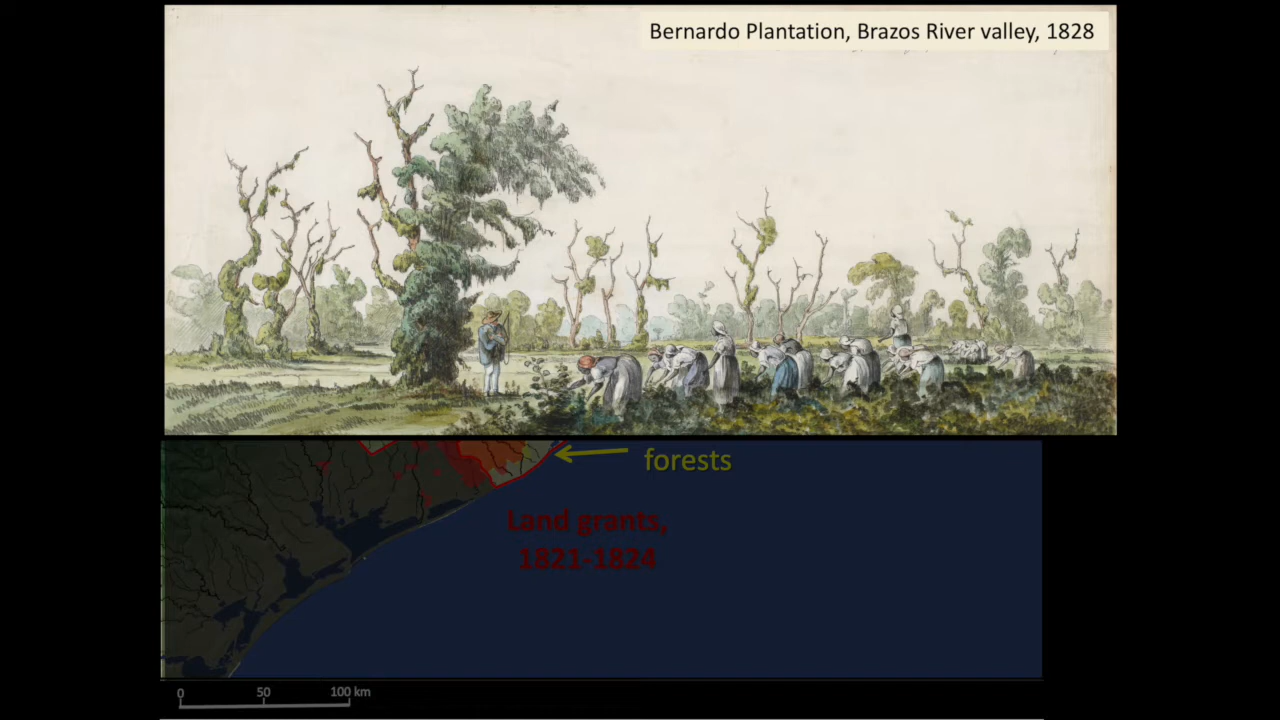 Bernardo Plantation, Brazos River valley, 1828
forests
Land grants,
1821-1824
0 50 100 km